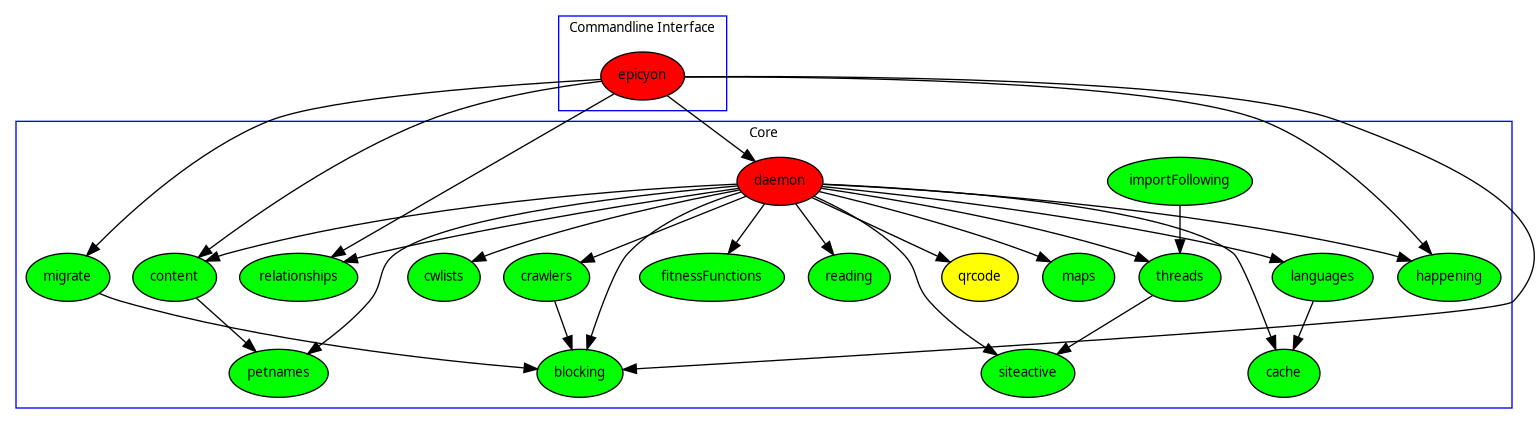 Commandline Interface
epicyon
Core
daemon
importFollowing
migrate
content
relationships
cwlists
crawlers
fitnessFunctions
reading
qrcode
maps
threads
languages
happening
petnames
blocking
siteactive
cache